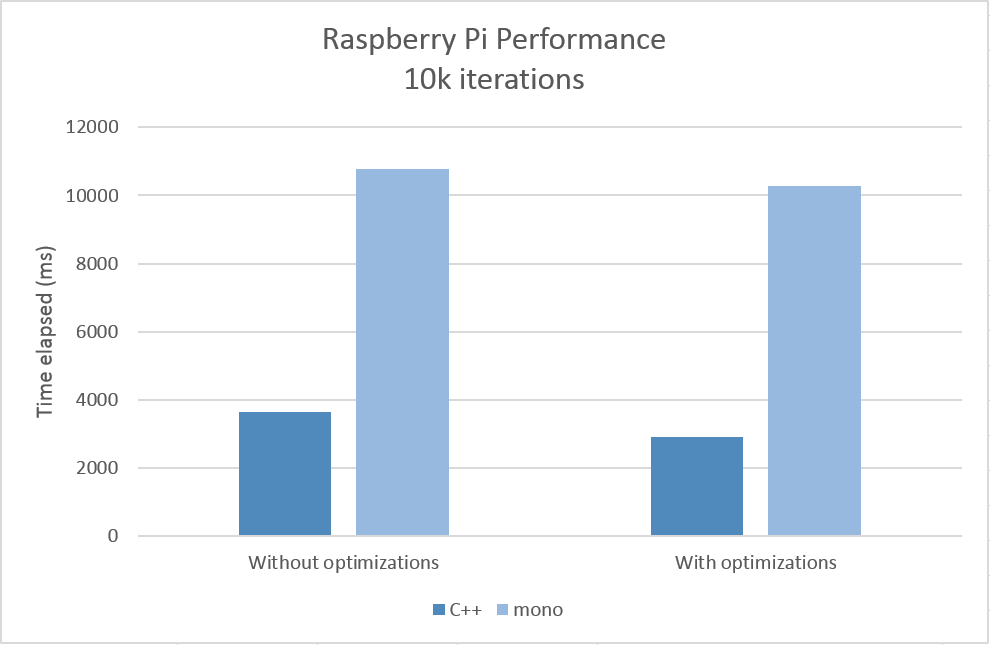 Raspberry Pi Performance
10k iterations
12000
10000
8000
6000
4000
2000
0
Time elapsed (ms)
Without optimizations
With optimizations
C++
mono